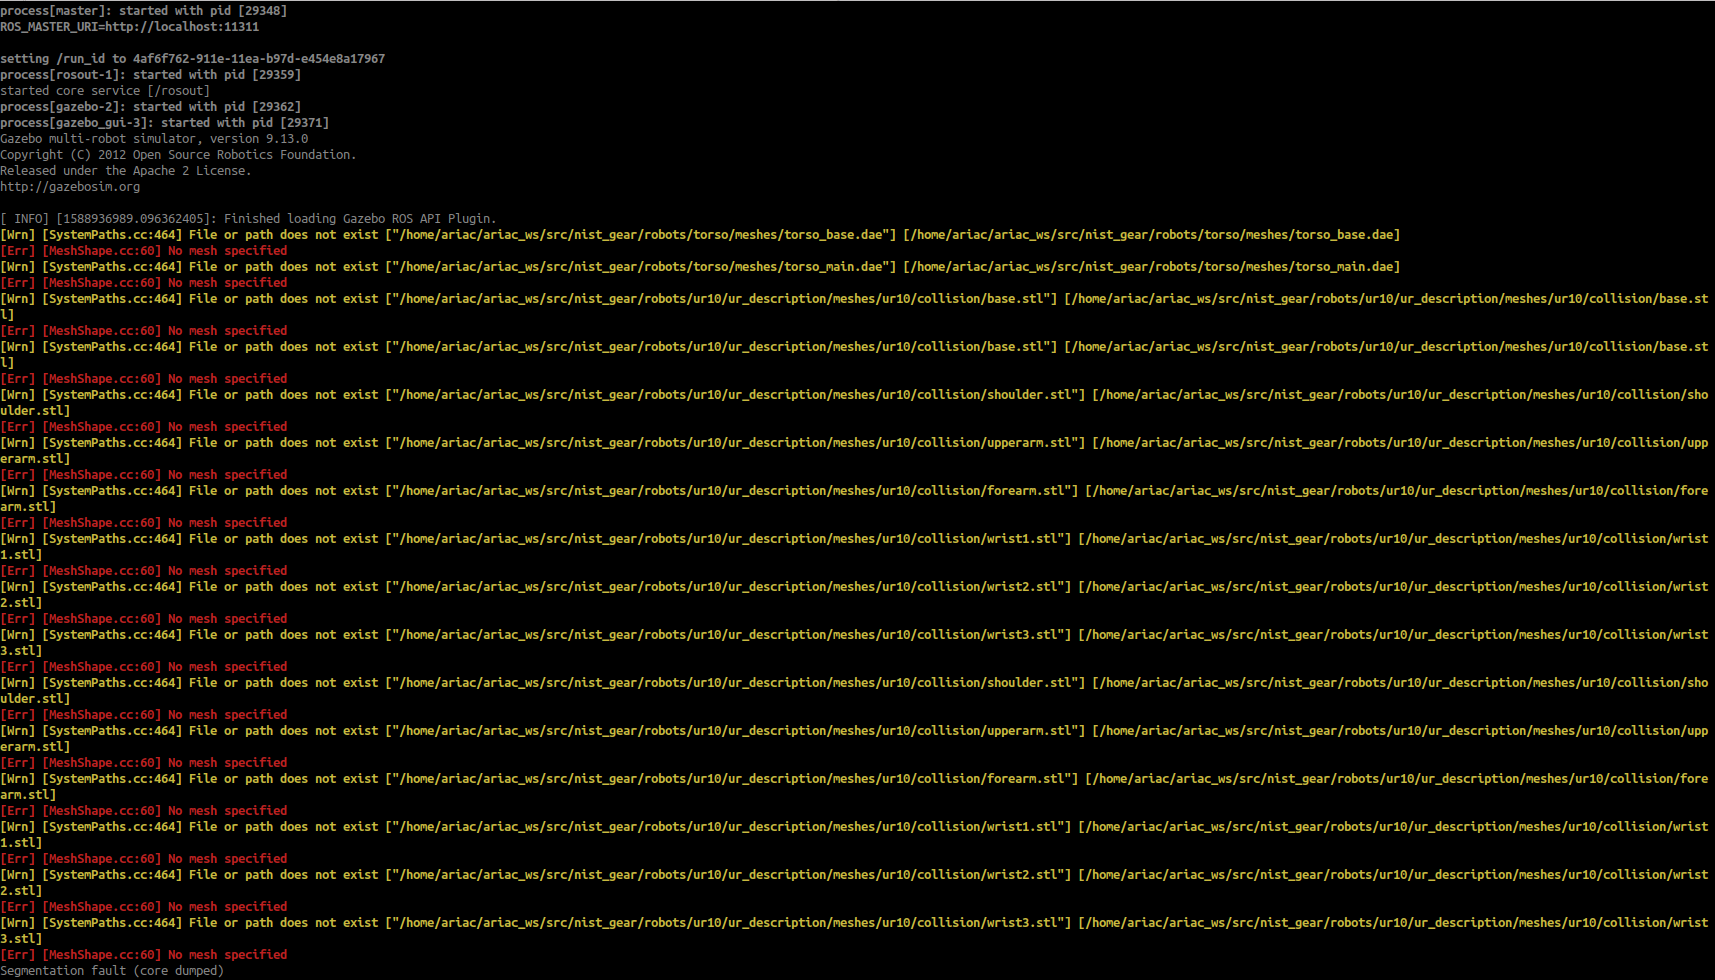 process[master]: started with pid [29348]
ROS_MASTER_URI=http://localhost:11311
setting /run_id to 4af6f762-911e-11ea-b97d-e454e8a17967
process[rosout-1]: started with pid [29359]
started core service [/rosout]
process[gazebo-2]: started with pid [29362]
process[gazebo_gui-3]: started with pid [29371]
Gazebo multi-robot simulator, version 9.13.0
Copyright (C) 2012 Open Source Robotics Foundation.
Released under the Apache 2 License.
http://gazebosim.org
[ INFO] [1588936989.096362405]: Finished loading Gazebo ROS API Plugin.
[Wrn] [SystemPaths.cc:464] File or path does not exist ["/home/ariac/ariac_ws/src/nist_gear/robots/torso/meshes/torso_base.dae"] [/home/ariac/ariac_ws/src/nist_gear/robots/torso/meshes/torso_base.dae]
[Err] [MeshShape.cc:60] No mesh specified
[Wrn] [SystemPaths.cc:464] File or path does not exist ["/home/ariac/ariac_ws/src/nist_gear/robots/torso/meshes/torso_main.dae"] [/home/ariac/ariac_ws/src/nist_gear/robots/torso/meshes/torso_main.dae]
[Err] [MeshShape.cc:60] No mesh specified
[Wrn] [SystemPaths.cc:464] File or path does not exist ["/home/ariac/ariac_ws/src/nist_gear/robots/ur10/ur_description/meshes/ur10/collision/base.stl"] [/home/ariac/ariac_ws/src/nist_gear/robots/ur10/ur_description/meshes/ur10/collision/base.st
l]
[Err] [MeshShape.cc:60] No mesh specified
[Wrn] [SystemPaths.cc:464] File or path does not exist ["/home/ariac/ariac_ws/src/nist_gear/robots/ur10/ur_description/meshes/ur10/collision/base.stl"] [/home/ariac/ariac_ws/src/nist_gear/robots/ur10/ur_description/meshes/ur10/collision/base.st
l]
[Err] [MeshShape.cc:60] No mesh specified
[Wrn] [SystemPaths.cc:464] File or path does not exist ["/home/ariac/ariac_ws/src/nist_gear/robots/ur10/ur_description/meshes/ur10/collision/shoulder.stl"] [/home/ariac/ariac_ws/src/nist_gear/robots/ur10/ur_description/meshes/ur10/collision/sho
ulder.stl]
[Err] [MeshShape.cc:60] No mesh specified
[Wrn] [SystemPaths.cc:464] File or path does not exist ["/home/ariac/ariac_ws/src/nist_gear/robots/ur10/ur_description/meshes/ur10/collision/upperarm.stl"] [/home/ariac/ariac_ws/src/nist_gear/robots/ur10/ur_description/meshes/ur10/collision/upp
erarm.stl]
[Err] [MeshShape.cc:60] No mesh specified
[Wrn] [SystemPaths.cc:464] File or path does not exist ["/home/ariac/ariac_ws/src/nist_gear/robots/ur10/ur_description/meshes/ur10/collision/forearm.stl"] [/home/ariac/ariac_ws/src/nist_gear/robots/ur10/ur_description/meshes/ur10/collision/fore
arm.stl]
[Err] [MeshShape.cc:60] No mesh specified
[Wrn] [SystemPaths.cc:464] File or path does not exist ["/home/ariac/ariac_ws/src/nist_gear/robots/ur10/ur_description/meshes/ur10/collision/wrist1.stl"] [/home/ariac/ariac_ws/src/nist_gear/robots/ur10/ur_description/meshes/ur10/collision/wrist
1.stl]
[Err] [MeshShape.cc:60] No mesh specified
[Wrn] [SystemPaths.cc:464] File or path does not exist ["/home/ariac/ariac_ws/src/nist_gear/robots/ur10/ur_description/meshes/ur10/collision/wrist2.stl"] [/home/ariac/ariac_ws/src/nist_gear/robots/ur10/ur_description/meshes/ur10/collision/wrist
2.stl]
[Err] [MeshShape.cc:60] No mesh specified
[Wrn] [SystemPaths.cc:464] File or path does not exist ["/home/ariac/ariac_ws/src/nist_gear/robots/ur10/ur_description/meshes/ur10/collision/wrist3.stl"] [/home/ariac/ariac_ws/src/nist_gear/robots/ur10/ur_description/meshes/ur10/collision/wrist
3.stl]
[Err] [MeshShape.cc:60] No mesh specified
[Wrn] [SystemPaths.cc:464] File or path does not exist ["/home/ariac/ariac_ws/src/nist_gear/robots/ur10/ur_description/meshes/ur10/collision/shoulder.stl"] [/home/ariac/ariac_ws/src/nist_gear/robots/ur10/ur_description/meshes/ur10/collision/sho
ulder.stl]
[Err] [MeshShape.cc:60] No mesh specified
[Wrn] [SystemPaths.cc:464] File or path does not exist ["/home/ariac/ariac_ws/src/nist_gear/robots/ur10/ur_description/meshes/ur10/collision/upperarm.stl"] [/home/ariac/ariac_ws/src/nist_gear/robots/ur10/ur_description/meshes/ur10/collision/upp
erarm.stl]
[Err] [MeshShape.cc:60] No mesh specified
[Wrn] [SystemPaths.cc:464] File or path does not exist ["/home/ariac/ariac_ws/src/nist_gear/robots/ur10/ur_description/meshes/ur10/collision/forearm.stl"] [/home/ariac/ariac_ws/src/nist_gear/robots/ur10/ur_description/meshes/ur10/collision/fore
arm.stl]
[Err] [MeshShape.cc:60] No mesh specified
[Wrn] [SystemPaths.cc:464] File or path does not exist ["/home/ariac/ariac_ws/src/nist_gear/robots/ur10/ur_description/meshes/ur10/collision/wrist1.stl"] [/home/ariac/ariac_ws/src/nist_gear/robots/ur10/ur_description/meshes/ur10/collision/wrist
1.stl]
[Err] [MeshShape.cc:60] No mesh specified
[Wrn] [SystemPaths.cc:464] File or path does not exist ["/home/ariac/ariac_ws/src/nist_gear/robots/ur10/ur_description/meshes/ur10/collision/wrist2.stl"] [/home/ariac/ariac_ws/src/nist_gear/robots/ur10/ur_description/meshes/ur10/collision/wrist
2.stl]
[Err] [MeshShape.cc:60] No mesh specified
[Wrn] [SystemPaths.cc:464] File or path does not exist ["/home/ariac/ariac_ws/src/nist_gear/robots/ur10/ur_description/meshes/ur10/collision/wrist3.stl"] [/home/ariac/ariac_ws/src/nist_gear/robots/ur10/ur_description/meshes/ur10/collision/wrist
3.stl]
[Err] [MeshShape.cc:60] No mesh specified
Segmentation fault (core dumped)